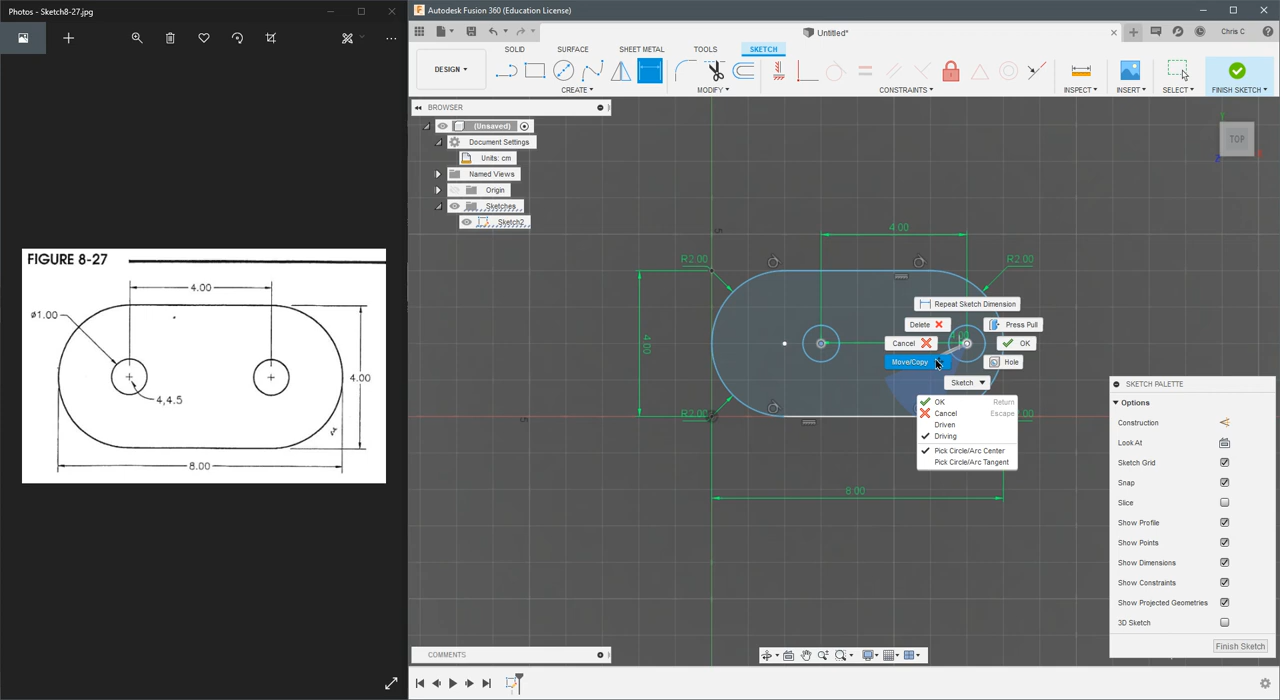 Photos - Sketch8-27.jpg
FIGURE 8-27
4.00
ø1.00
4.00
4,4.5
8.00
Autodesk Fusion 360 (Education License)
Untitled*
Chris C
DESIGN
SOLID
SURFACE
SHEET METAL
TOOLS
SKETCH
CREATE
MODIFY
CONSTRAINTS
INSPECT
INSERT
SELECT
FINISH SKETCH
BROWSER
(Unsaved)
Document Settings
Units: cm
Named Views
Origin
Sketches
Sketch2
TOP
Y
Z
5
4.00
R2.00
R2.00
4.00
R2.00
5
8.00
Repeat Sketch Dimension
Delete
Press Pull
Cancel
OK
Move/Copy
Hole
Sketch
OK Return
Cancel Escape
Driven
Driving
Pick Circle/Arc Center
Pick Circle/Arc Tangent
SKETCH PALETTE
Options
Construction
Look At
Sketch Grid
Snap
Slice
Show Profile
Show Points
Show Dimensions
Show Constraints
Show Projected Geometries
3D Sketch
Finish Sketch
COMMENTS